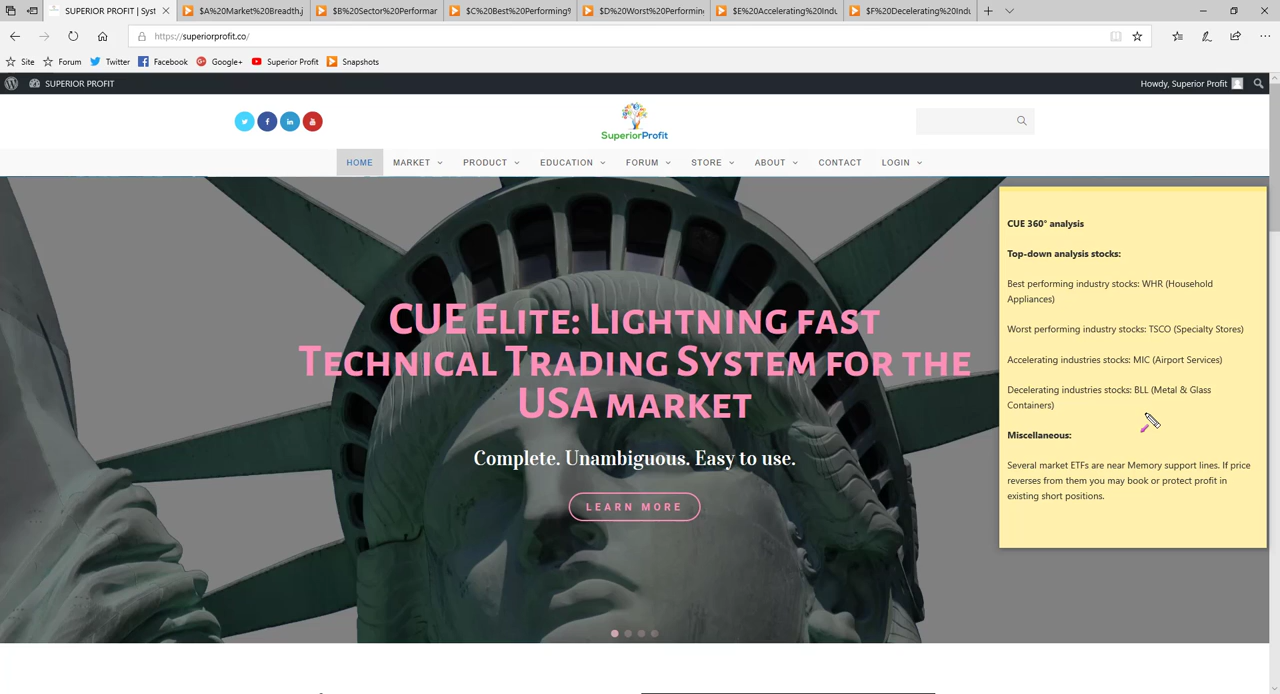 SUPERIOR PROFIT | Syst
$A%20Market%20Breadth.j
$B%20Sector%20Performar
$C%20Best%20Performing%
$D%20Worst%20Performing
$E%20Accelerating%20Indu
$F%20Decelerating%20Indu
https://superiorprofit.co/
Site
Forum
Twitter
Facebook
Google+
Superior Profit
Snapshots
SUPERIOR PROFIT
Howdy, Superior Profit
SuperiorProfit
HOME
MARKET
PRODUCT
EDUCATION
FORUM
STORE
ABOUT
CONTACT
LOGIN
CUE Elite: Lightning fast
Technical Trading System for the
USA market
Complete. Unambiguous. Easy to use.
LEARN MORE
CUE 360° analysis
Top-down analysis stocks:
Best performing industry stocks: WHR (Household
Appliances)
Worst performing industry stocks: TSCO (Specialty Stores)
Accelerating industries stocks: MIC (Airport Services)
Decelerating industries stocks: BLL (Metal & Glass
Containers)
Miscellaneous:
Several market ETFs are near Memory support lines. If price
reverses from them you may book or protect profit in
existing short positions.